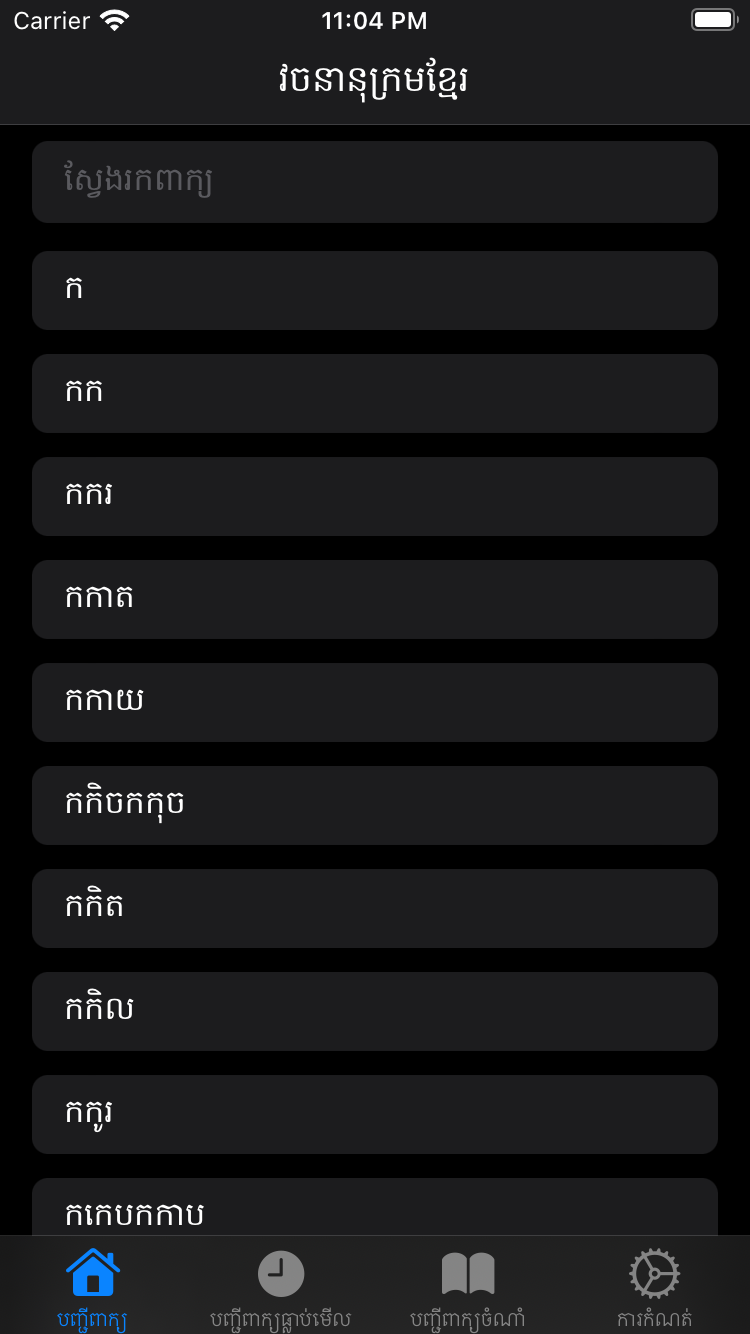 Carrier 11:04 PM
វចនានុក្រមខ្មែរ
ស្វែងរកពាក្យ
ក
កក
កករ
កកាត
កកាយ
កកិចកកុច
កកិត
កកិល
កកូរ
កកេបកកាប
បញ្ជីពាក្យ បញ្ជីពាក្យធ្លាប់មើល បញ្ជីពាក្យចំណាំ ការកំណត់